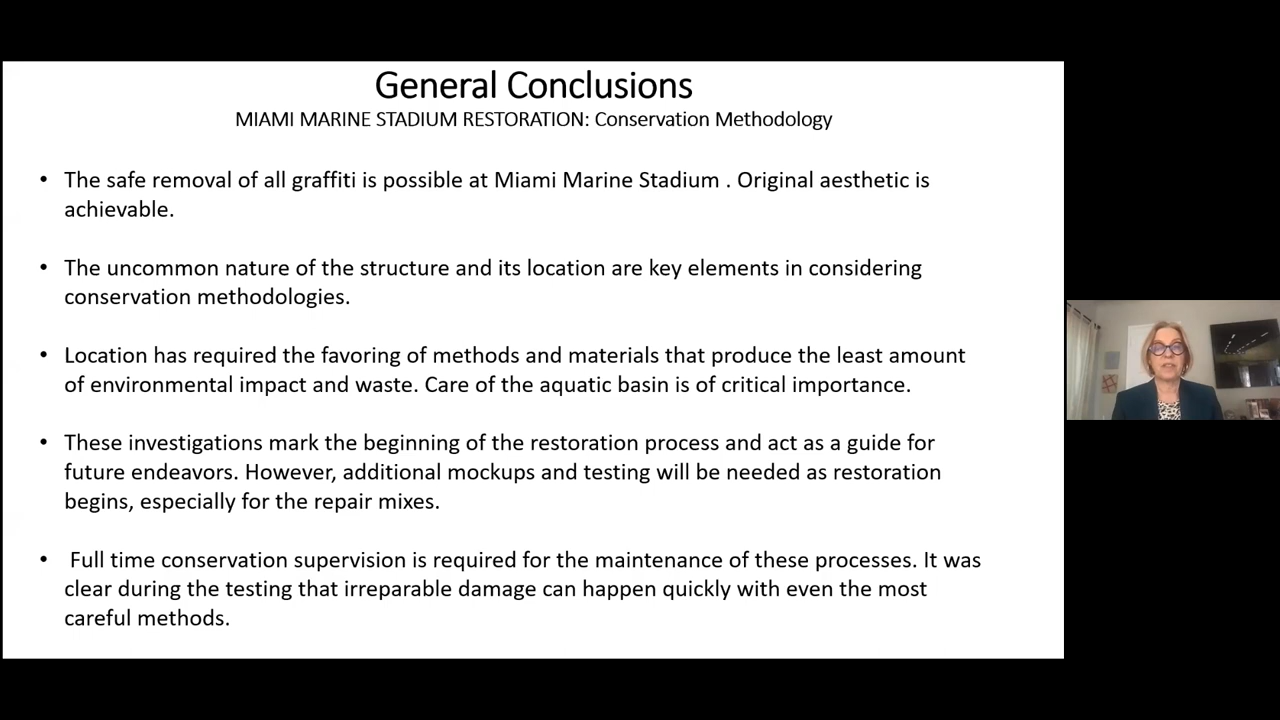 General Conclusions
MIAMI MARINE STADIUM RESTORATION: Conservation Methodology
• The safe removal of all graffiti is possible at Miami Marine Stadium . Original aesthetic is
achievable.
• The uncommon nature of the structure and its location are key elements in considering
conservation methodologies.
• Location has required the favoring of methods and materials that produce the least amount
of environmental impact and waste. Care of the aquatic basin is of critical importance.
• These investigations mark the beginning of the restoration process and act as a guide for
future endeavors. However, additional mockups and testing will be needed as restoration
begins, especially for the repair mixes.
• Full time conservation supervision is required for the maintenance of these processes. It was
clear during the testing that irreparable damage can happen quickly with even the most
careful methods.